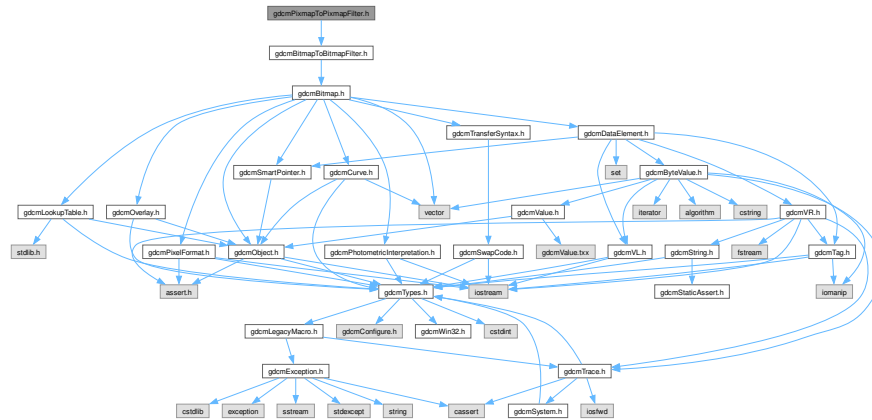 gdcmPixmapToPixmapFilter.h
gdcmBitmapToBitmapFilter.h
gdcmBitmap.h
gdcmTransferSyntax.h
gdcmDataElement.h
gdcmSmartPointer.h
gdcmCurve.h
set
gdcmByteValue.h
gdcmLookupTable.h
gdcmOverlay.h
vector
gdcmValue.h
iterator
algorithm
cstring
gdcmVR.h
stdlib.h
gdcmPixelFormat.h
gdcmObject.h
gdcmPhotometricInterpretation.h
gdcmSwapCode.h
gdcmValue.txx
gdcmVL.h
gdcmString.h
fstream
gdcmTag.h
assert.h
gdcmTypes.h
iostream
gdcmStaticAssert.h
iomanip
gdcmLegacyMacro.h
gdcmConfigure.h
gdcmWin32.h
cstdint
gdcmException.h
gdcmTrace.h
cstdlib
exception
sstream
stdexcept
string
cassert
gdcmSystem.h
iosfwd